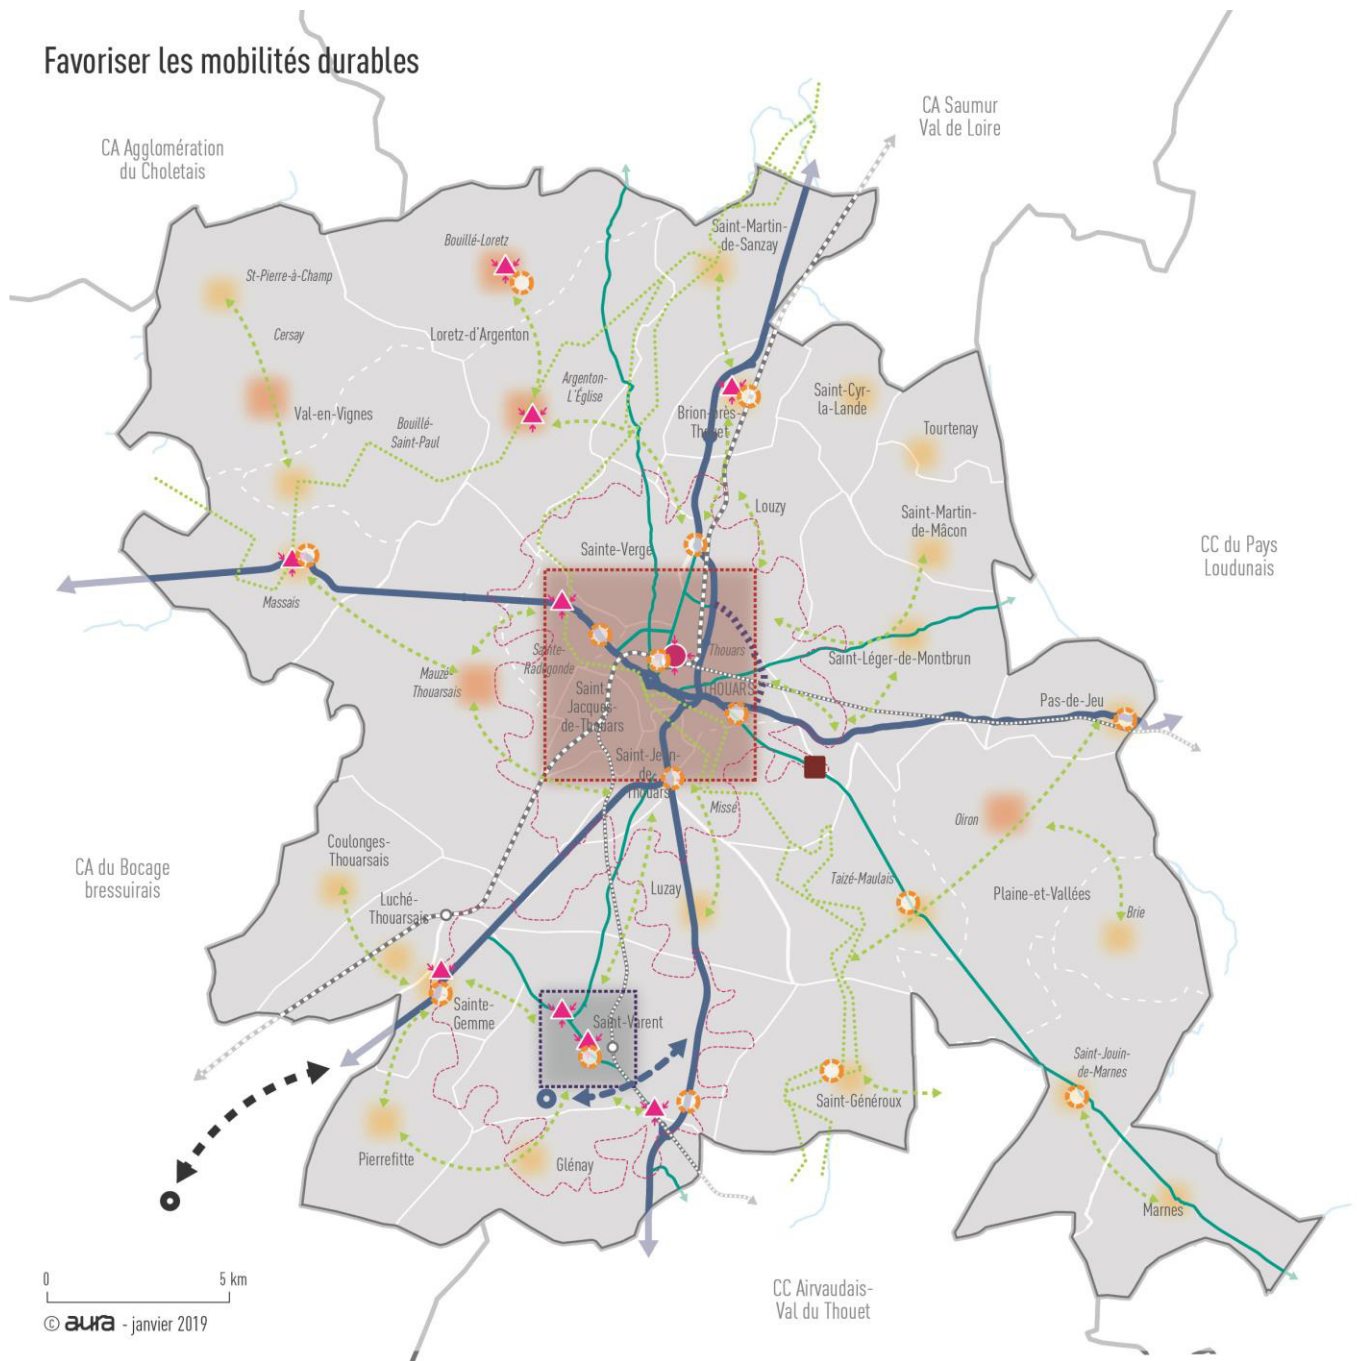 Favoriser les mobilités durables
CA Saumur
Val de Loire
CA Agglomération
du Choletais
Saint-Martin-
de-Sanzay
Bouillé-Loretz
St-Pierre-à-Champ
Cersay
Loretz-d'Argenton
Argenton-
L'Église
Saint-Cyr-
la-Lande
Val-en-Vignes
Bouillé-
Saint-Paul
Brion-près-
Thouet
Tourtenay
Louzy
Saint-Martin-
de-Mâcon
Sainte-Verge
CC du Pays
Loudunais
Massais
Sainte-
Radegonde
Thouars
Saint-Léger-de-Montbrun
Mauzé-
Thouarsais
THOUARS
Saint
Jacques-
de-Thouars
Pas-de-Jeu
Saint-Jean-
de-
Thouars
Missé
Oiron
Coulonges-
Thouarsais
CA du Bocage
bressuirais
Luzay
Taizé-Maulais
Plaine-et-Vallées
Luché-
Thouarsais
Brie
Sainte-
Gemme
Saint-Varent
Saint-Jouin-
de-Marnes
Saint-Généroux
Pierrefitte
Glénay
Marnes
0 5 km
CC Airvaudais-
Val du Thouet
© aura - janvier 2019